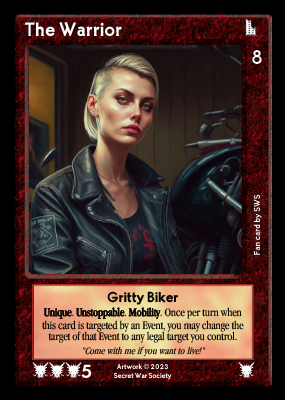 The Warrior
8
Fan card by SWS
Gritty Biker
Unique. Unstoppable. Mobility. Once per turn when
this card is targeted by an Event, you may change the
target of that Event to any legal target you control.
"Come with me if you want to live!"
5
Artwork © 2023
Secret War Society